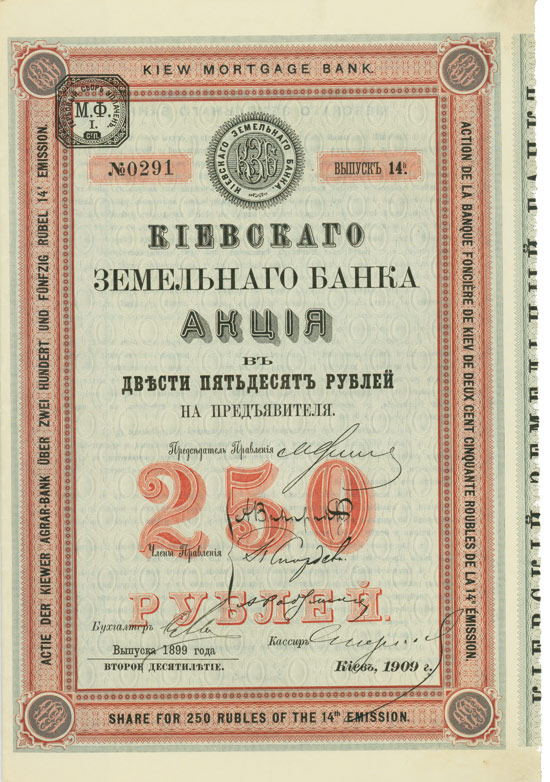 KIEW MORTGAGE BANK.
М.Ф.
I.
СТП.
№0291
КІЕВСКАГО ЗЕМЕЛЬНАГО БАНКА.
ВЫПУСКЪ 14й.
КІЕВСКАГО
ЗЕМЕЛЬНАГО БАНКА
АКЦІЯ
ВЪ
ДВѢСТИ ПЯТЬДЕСЯТЪ РУБЛЕЙ
НА ПРЕДЪЯВИТЕЛЯ.
Предсѣдатель Правленія
250
Члены Правленія
РУБЛЕЙ.
Бухгалтеръ
Кассиръ
Выпуска 1899 года
ВТОРОЕ ДЕСЯТИЛѢТІЕ.
Кіевъ, 1909 г.
SHARE FOR 250 RUBLES OF THE 14th EMISSION.
ACTIE DER KIEWER AGRAR-BANK ÜBER ZWEI HUNDERT UND FÜNFZIG RUBEL 14t EMISSION.
ACTION DE LA BANQUE FONCIÈRE DE KIEV DE DEUX CENT CINQUANTE ROUBLES DE LA 14e ÉMISSION.